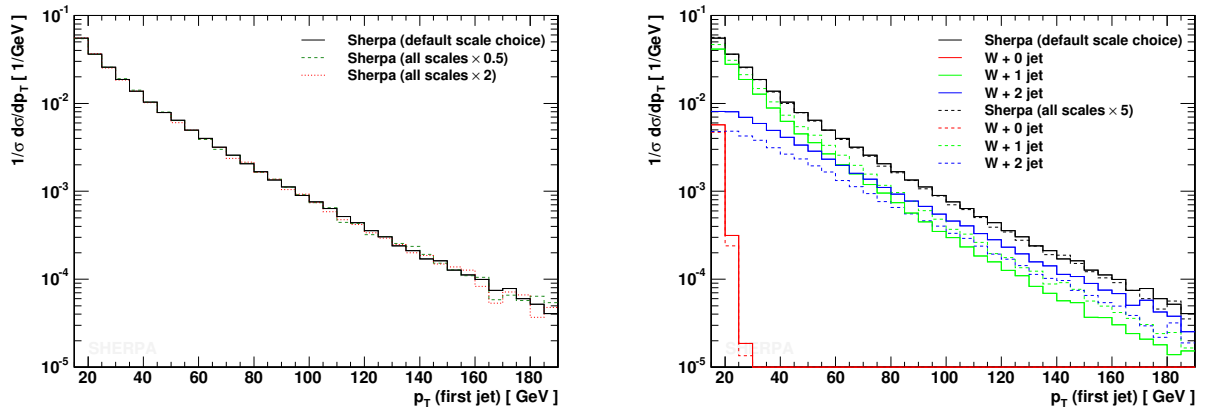 10⁻¹
10⁻²
10⁻³
10⁻⁴
10⁻⁵
1/σ dσ/dp_T [ 1/GeV ]
Sherpa (default scale choice)
Sherpa (all scales × 0.5)
Sherpa (all scales × 2)
SHERPA
20 40 60 80 100 120 140 160 180
p_T (first jet) [ GeV ]
10⁻¹
10⁻²
10⁻³
10⁻⁴
10⁻⁵
1/σ dσ/dp_T [ 1/GeV ]
Sherpa (default scale choice)
W + 0 jet
W + 1 jet
W + 2 jet
Sherpa (all scales × 5)
W + 0 jet
W + 1 jet
W + 2 jet
SHERPA
20 40 60 80 100 120 140 160 180
p_T (first jet) [ GeV ]